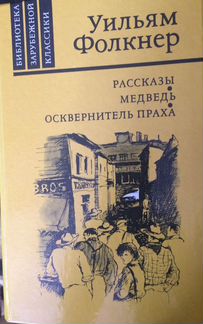 БИБЛИОТЕКА
ЗАРУБЕЖНОЙ
КЛАССИКИ
Уильям
Фолкнер
РАССКАЗЫ
МЕДВЕДЬ
ОСКВЕРНИТЕЛЬ ПРАХА
BROS